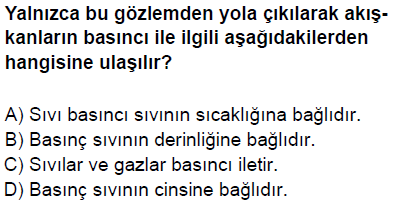 Yalnızca bu gözlemden yola çıkılarak akış-
kanların basıncı ile ilgili aşağıdakilerden
hangisine ulaşılır?
A) Sıvı basıncı sıvının sıcaklığına bağlıdır.
B) Basınç sıvının derinliğine bağlıdır.
C) Sıvılar ve gazlar basıncı iletir.
D) Basınç sıvının cinsine bağlıdır.